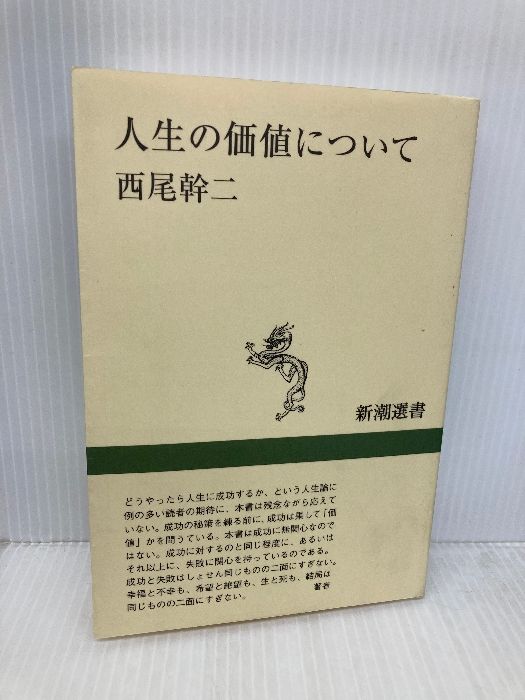 人生の価値について
西尾幹二
新潮選書
どうやったら人生に成功するか、という人生論に
例の多い読者の期待に、本書は残念ながら応えて
いない。成功の秘策を練る前に、成功は果して「価
値」かを問うている。本書は成功に無関心なので
はない。成功に対するのと同じ程度に、あるいは
それ以上に、失敗に関心を持っているのである。
成功と失敗はしょせん同じものの二面にすぎない。
幸福と不幸も、希望と絶望も、生と死も、結局は
同じものの二面にすぎない。
著者